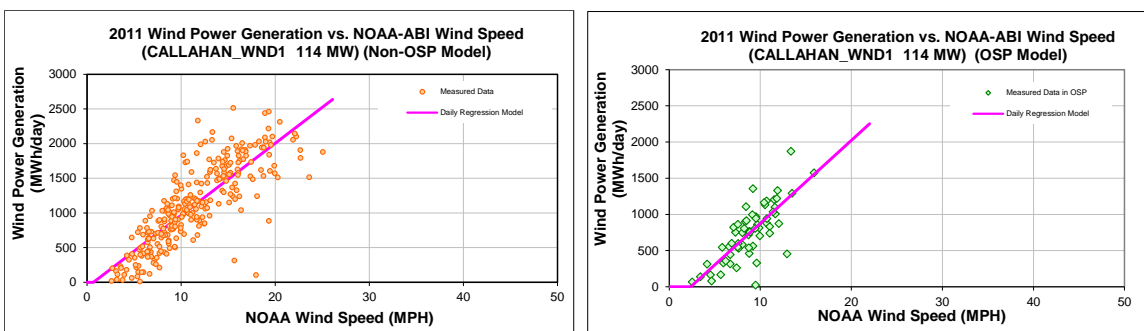 2011 Wind Power Generation vs. NOAA-ABI Wind Speed
(CALLAHAN_WND1  114 MW) (Non-OSP Model)
Wind Power Generation
(MWh/day)
3000
2500
2000
1500
1000
500
0
Measured Data
Daily Regression Model
0 10 20 30 40 50
NOAA Wind Speed (MPH)
2011 Wind Power Generation vs. NOAA-ABI Wind Speed
(CALLAHAN_WND1  114 MW)  (OSP Model)
Wind Power Generation
(MWh/day)
3000
2500
2000
1500
1000
500
0
Measured Data in OSP
Daily Regression Model
0 10 20 30 40 50
NOAA Wind Speed (MPH)